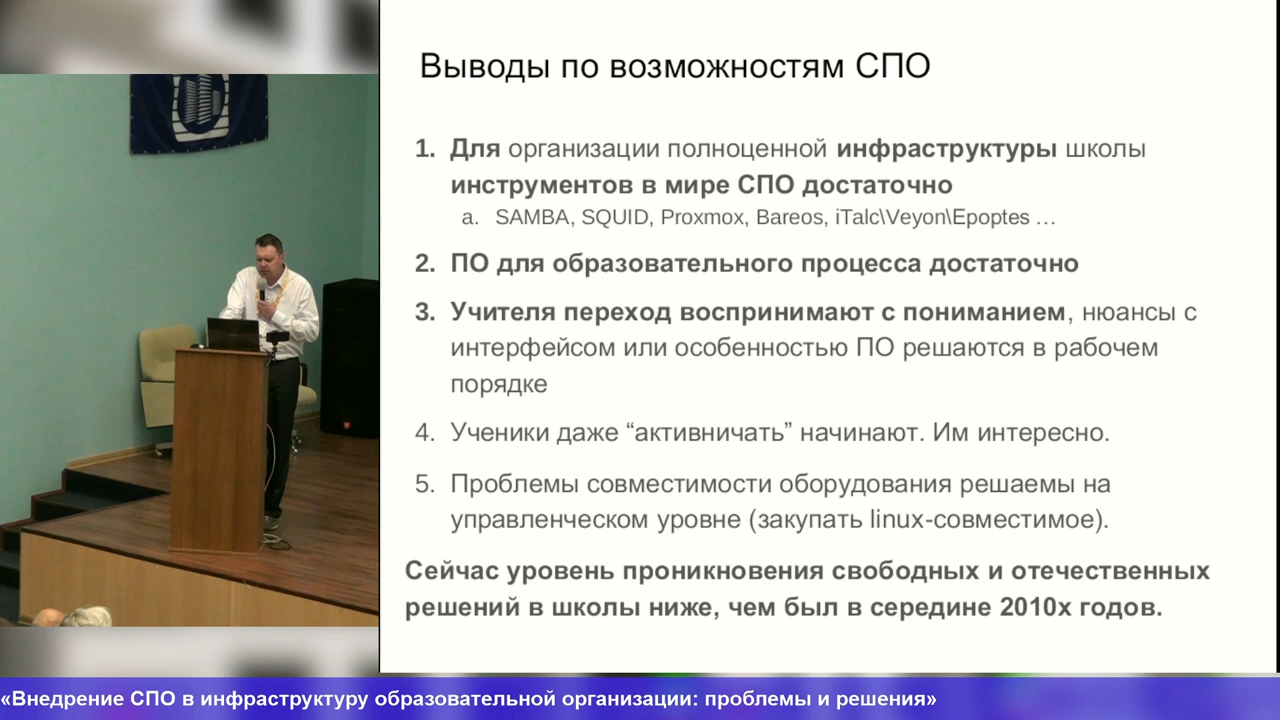 Выводы по возможностям СПО
1. Для организации полноценной инфраструктуры школы
инструментов в мире СПО достаточно
a. SAMBA, SQUID, Proxmox, Bareos, iTalc\Veyon\Epoptes …
2. ПО для образовательного процесса достаточно
3. Учителя переход воспринимают с пониманием, нюансы с
интерфейсом или особенностью ПО решаются в рабочем
порядке
4. Ученики даже “активничать” начинают. Им интересно.
5. Проблемы совместимости оборудования решаемы на
управленческом уровне (закупать linux-совместимое).
Сейчас уровень проникновения свободных и отечественных
решений в школы ниже, чем был в середине 2010х годов.
«Внедрение СПО в инфраструктуру образовательной организации: проблемы и решения»